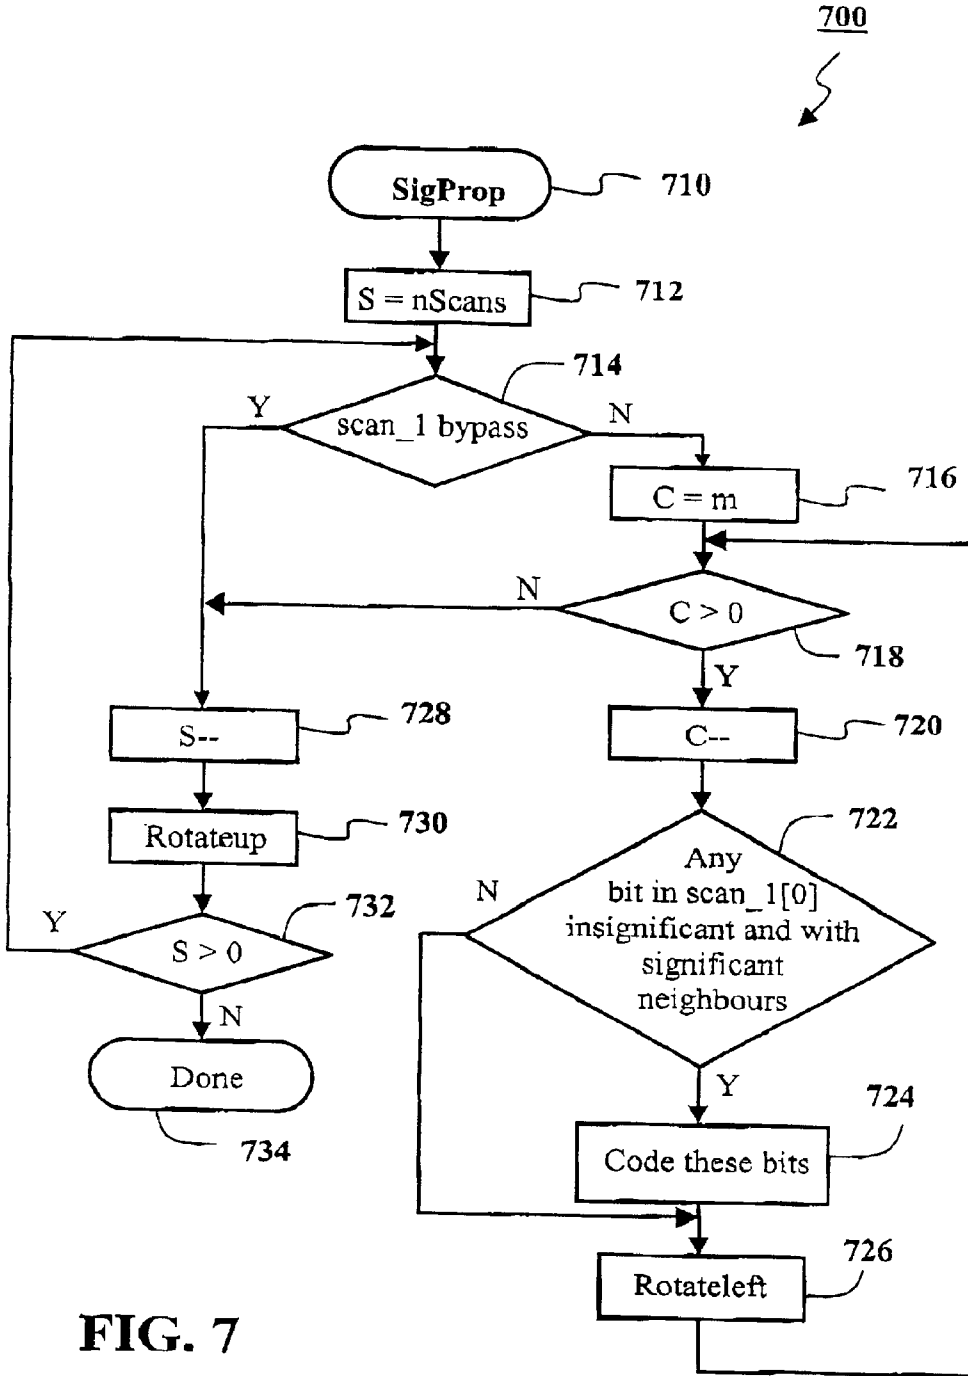 700
SigProp
710
S = nScans
712
714
Y
scan_1 bypass
N
C = m
716
N
C > 0
718
Y
S--
728
C--
720
Rotateup
730
722
Any
bit in scan_1[0]
insignificant and with
significant
neighbours
N
Y
S > 0
732
N
Done
734
Y
724
Code these bits
726
Rotateleft
FIG. 7